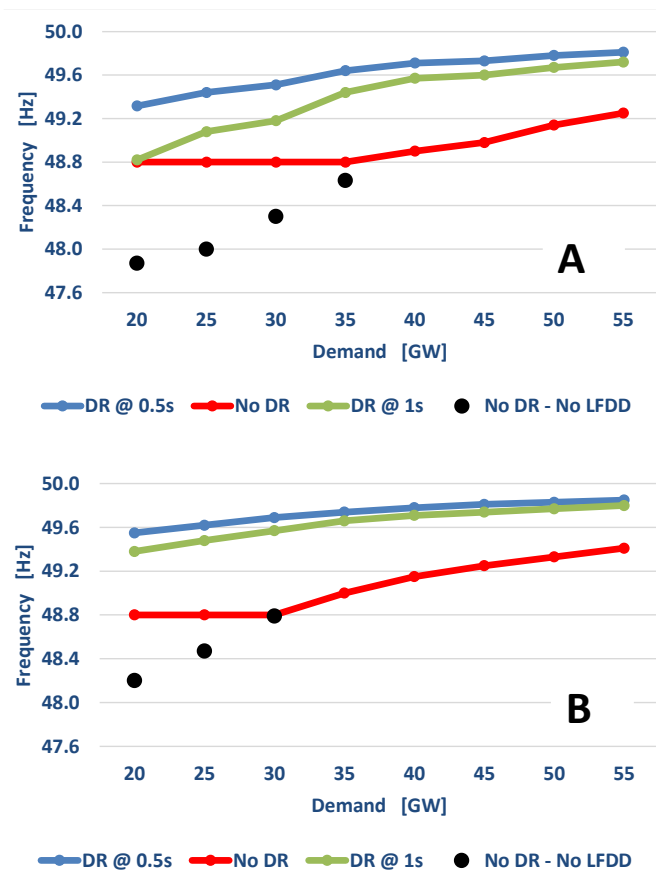 50.0
49.6
49.2
48.8
48.4
48.0
47.6
Frequency [Hz]
A
20 25 30 35 40 45 50 55
Demand [GW]
DR @ 0.5s No DR DR @ 1s No DR - No LFDD
50.0
49.6
49.2
48.8
48.4
48.0
47.6
Frequency [Hz]
B
20 25 30 35 40 45 50 55
Demand [GW]
DR @ 0.5s No DR DR @ 1s No DR - No LFDD